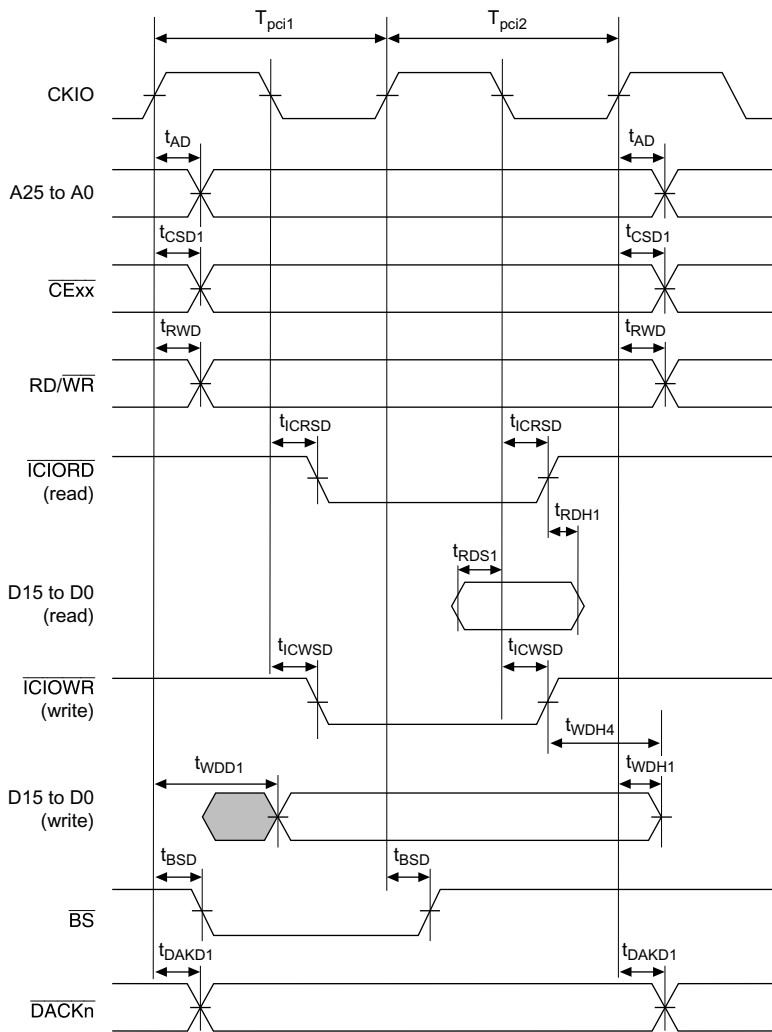 Tpci1 Tpci2
CKIO
tAD tAD
A25 to A0
tCSD1 tCSD1
CExx
tRWD tRWD
RD/WR
tICRSD tICRSD
ICIORD
(read)
tRDH1
tRDS1
D15 to D0
(read)
tICWSD tICWSD
ICIOWR
(write)
tWDH4
tWDD1 tWDH1
D15 to D0
(write)
tBSD tBSD
BS
tDAKD1 tDAKD1
DACKn